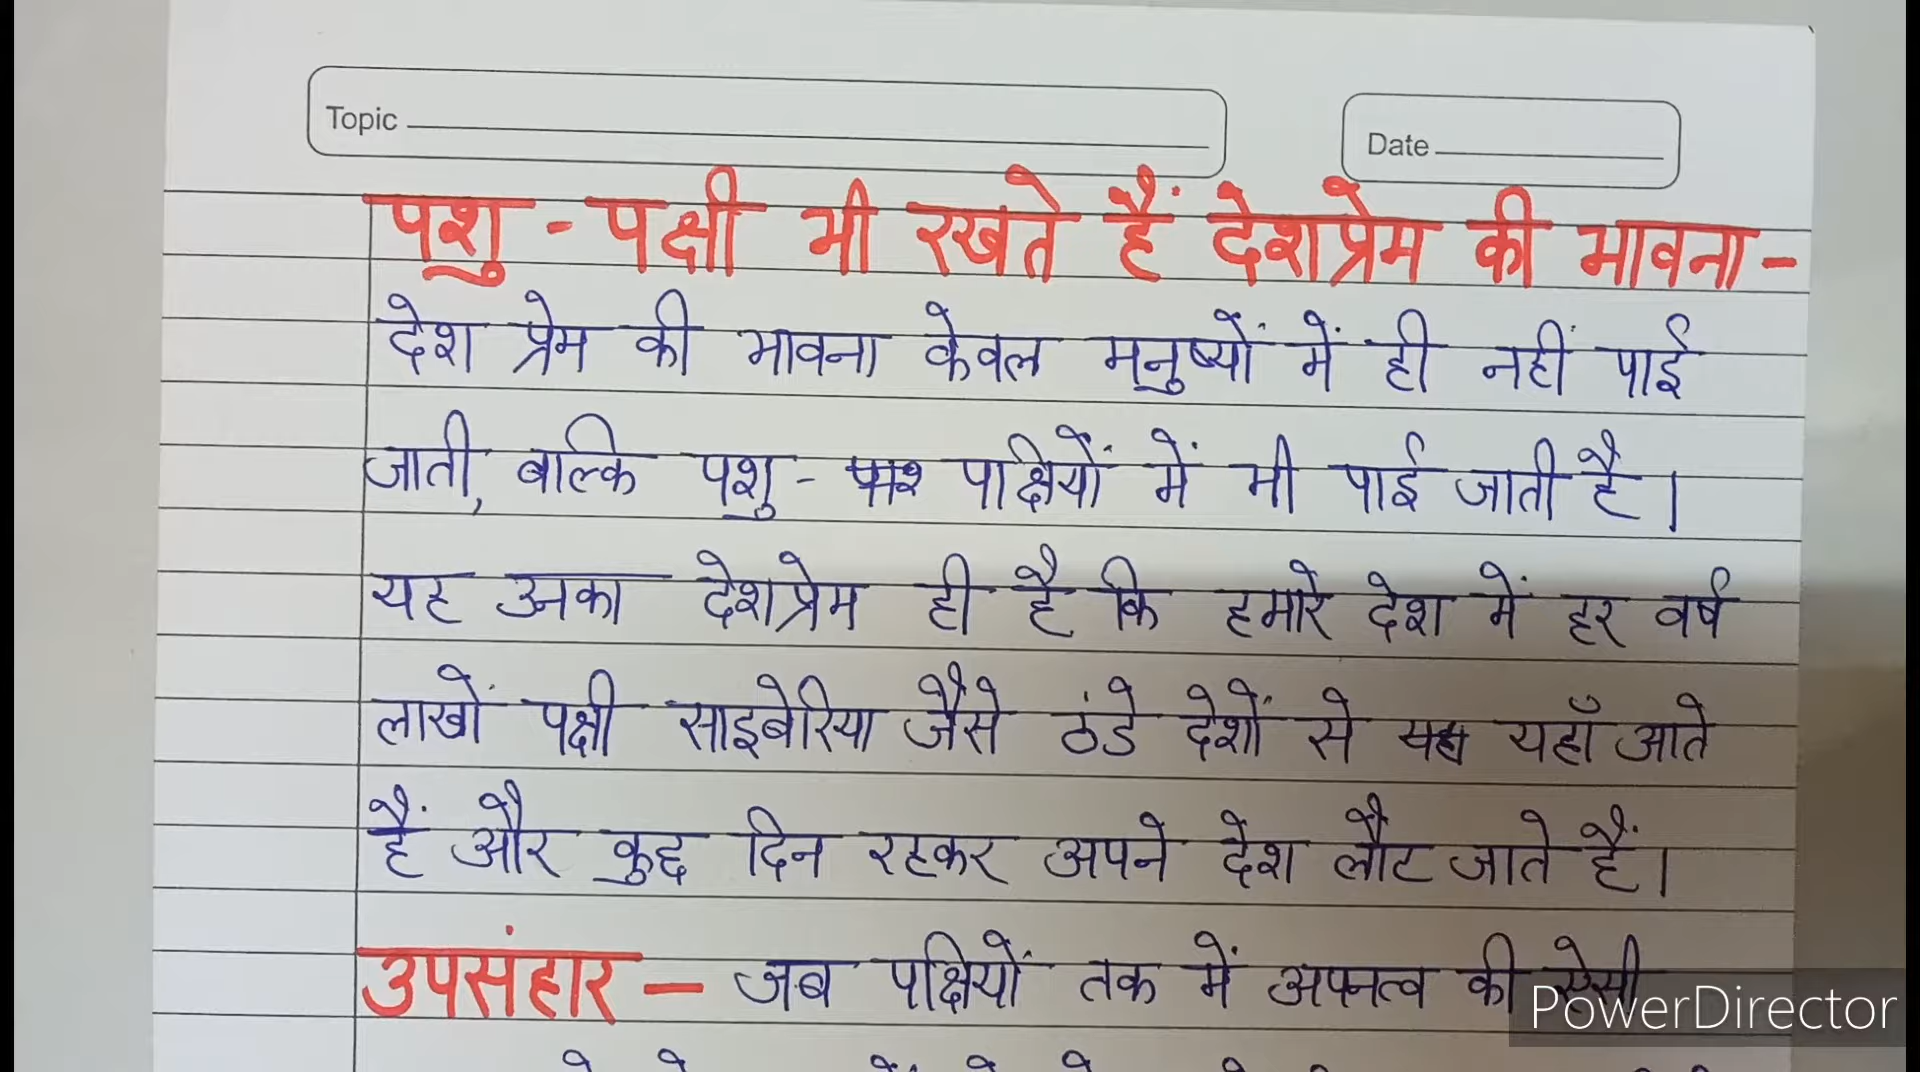 Topic
Date
पशु - पक्षी भी रखते हैं देशप्रेम की भावना -
देश प्रेम की भावना केवल मनुष्यों में ही नहीं पाई
जाती, बल्कि पशु - पक्षियों में भी पाई जाती है।
यह उनका देशप्रेम ही है कि हमारे देश में हर वर्ष
लाखों पक्षी साइबेरिया जैसे ठंडे देशों से यहाँ आते
हैं और कुछ दिन रहकर अपने देश लौट जाते हैं।
उपसंहार - जब पक्षियों तक में अपनत्व की ऐसी
PowerDirector